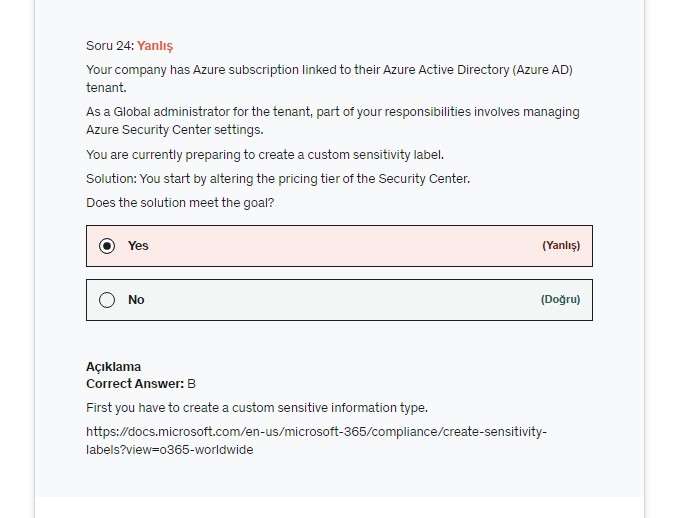 Soru 24: Yanlış
Your company has Azure subscription linked to their Azure Active Directory (Azure AD)
tenant.
As a Global administrator for the tenant, part of your responsibilities involves managing
Azure Security Center settings.
You are currently preparing to create a custom sensitivity label.
Solution: You start by altering the pricing tier of the Security Center.
Does the solution meet the goal?
Yes (Yanlış)
No (Doğru)
Açıklama
Correct Answer: B
First you have to create a custom sensitive information type.
https://docs.microsoft.com/en-us/microsoft-365/compliance/create-sensitivity-
labels?view=o365-worldwide